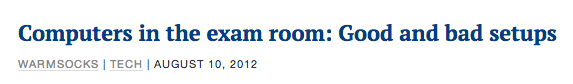 Computers in the exam room: Good and bad setups
WARMSOCKS | TECH | AUGUST 10, 2012